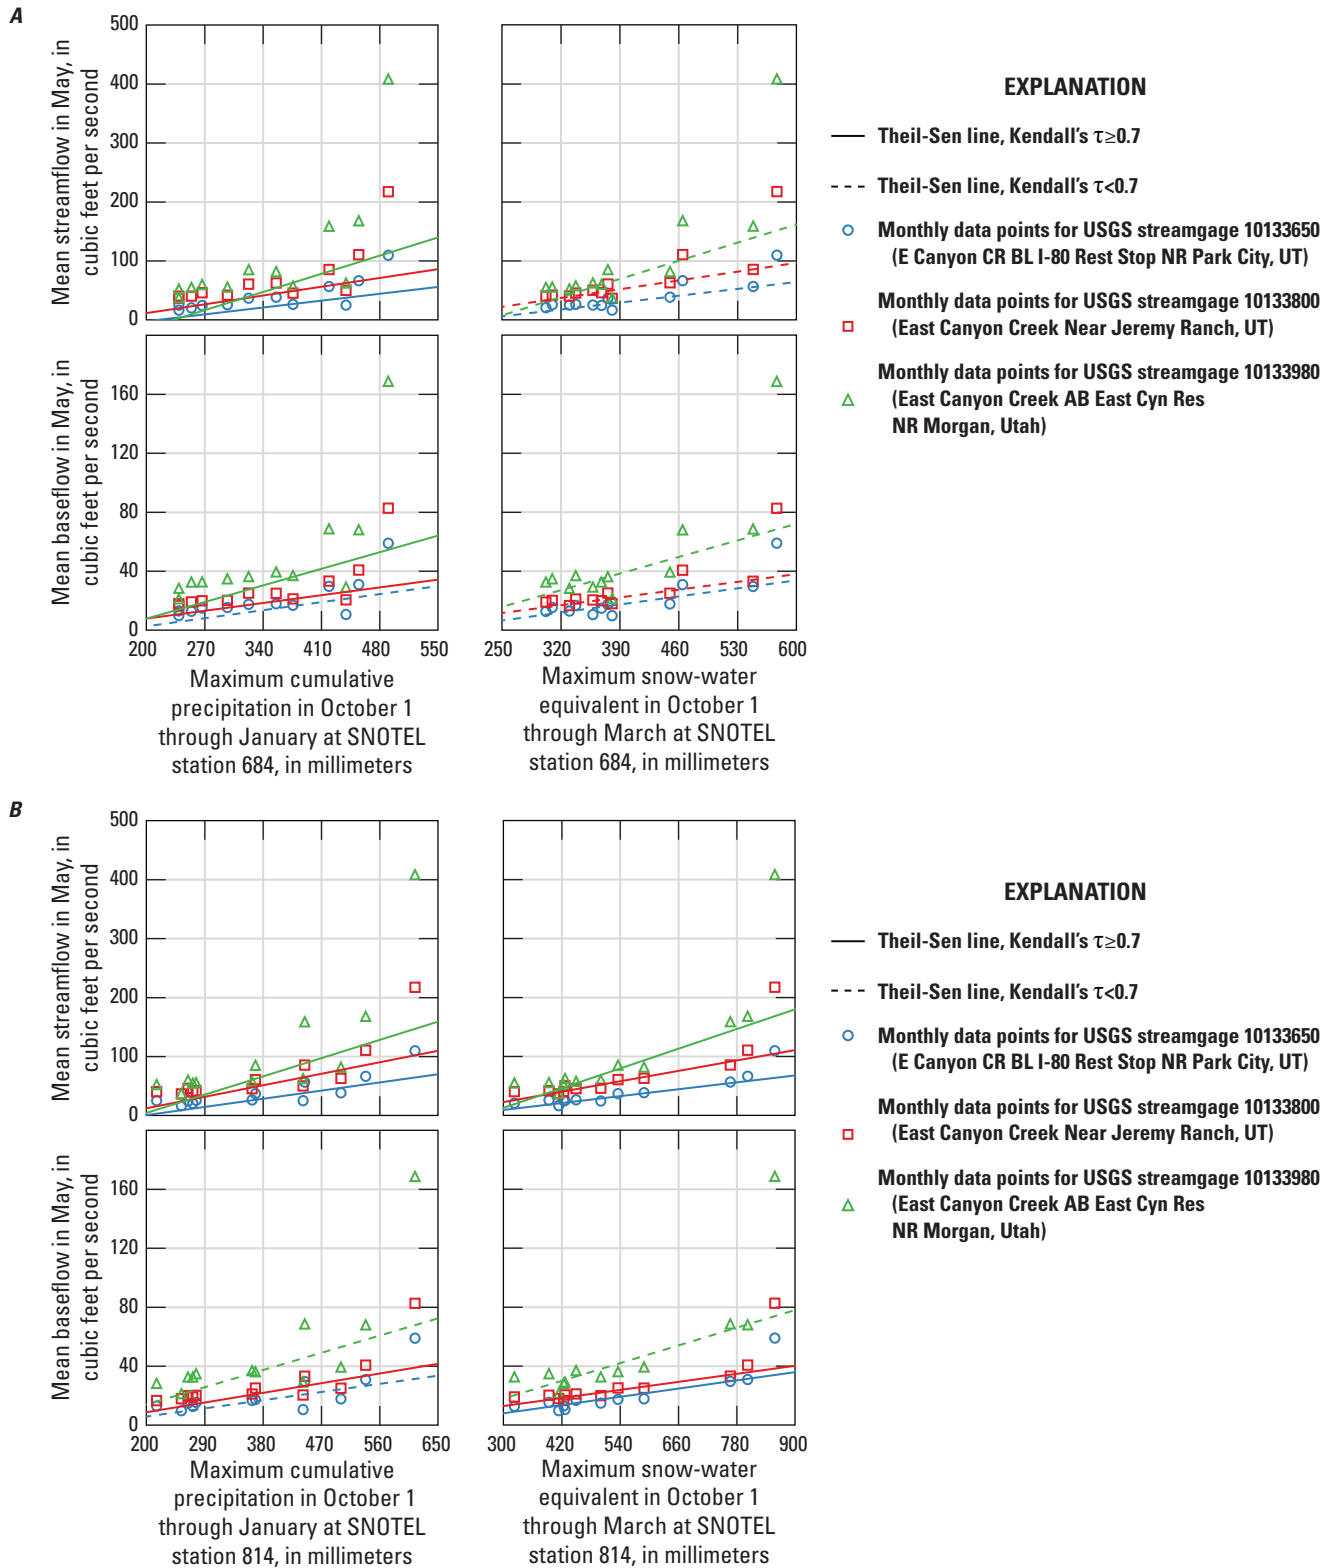 A
Mean streamflow in May, in
cubic feet per second
500
400
300
200
100
0
Mean baseflow in May, in
cubic feet per second
160
120
80
40
0
200 270 340 410 480 550
250 320 390 460 530 600
Maximum cumulative
precipitation in October 1
through January at SNOTEL
station 684, in millimeters
Maximum snow-water
equivalent in October 1
through March at SNOTEL
station 684, in millimeters
EXPLANATION
Theil-Sen line, Kendall's τ≥0.7
Theil-Sen line, Kendall's τ<0.7
Monthly data points for USGS streamgage 10133650
(E Canyon CR BL I-80 Rest Stop NR Park City, UT)
Monthly data points for USGS streamgage 10133800
(East Canyon Creek Near Jeremy Ranch, UT)
Monthly data points for USGS streamgage 10133980
(East Canyon Creek AB East Cyn Res
NR Morgan, Utah)
B
Mean streamflow in May, in
cubic feet per second
500
400
300
200
100
0
Mean baseflow in May, in
cubic feet per second
160
120
80
40
0
200 290 380 470 560 650
300 420 540 660 780 900
Maximum cumulative
precipitation in October 1
through January at SNOTEL
station 814, in millimeters
Maximum snow-water
equivalent in October 1
through March at SNOTEL
station 814, in millimeters
EXPLANATION
Theil-Sen line, Kendall's τ≥0.7
Theil-Sen line, Kendall's τ<0.7
Monthly data points for USGS streamgage 10133650
(E Canyon CR BL I-80 Rest Stop NR Park City, UT)
Monthly data points for USGS streamgage 10133800
(East Canyon Creek Near Jeremy Ranch, UT)
Monthly data points for USGS streamgage 10133980
(East Canyon Creek AB East Cyn Res
NR Morgan, Utah)